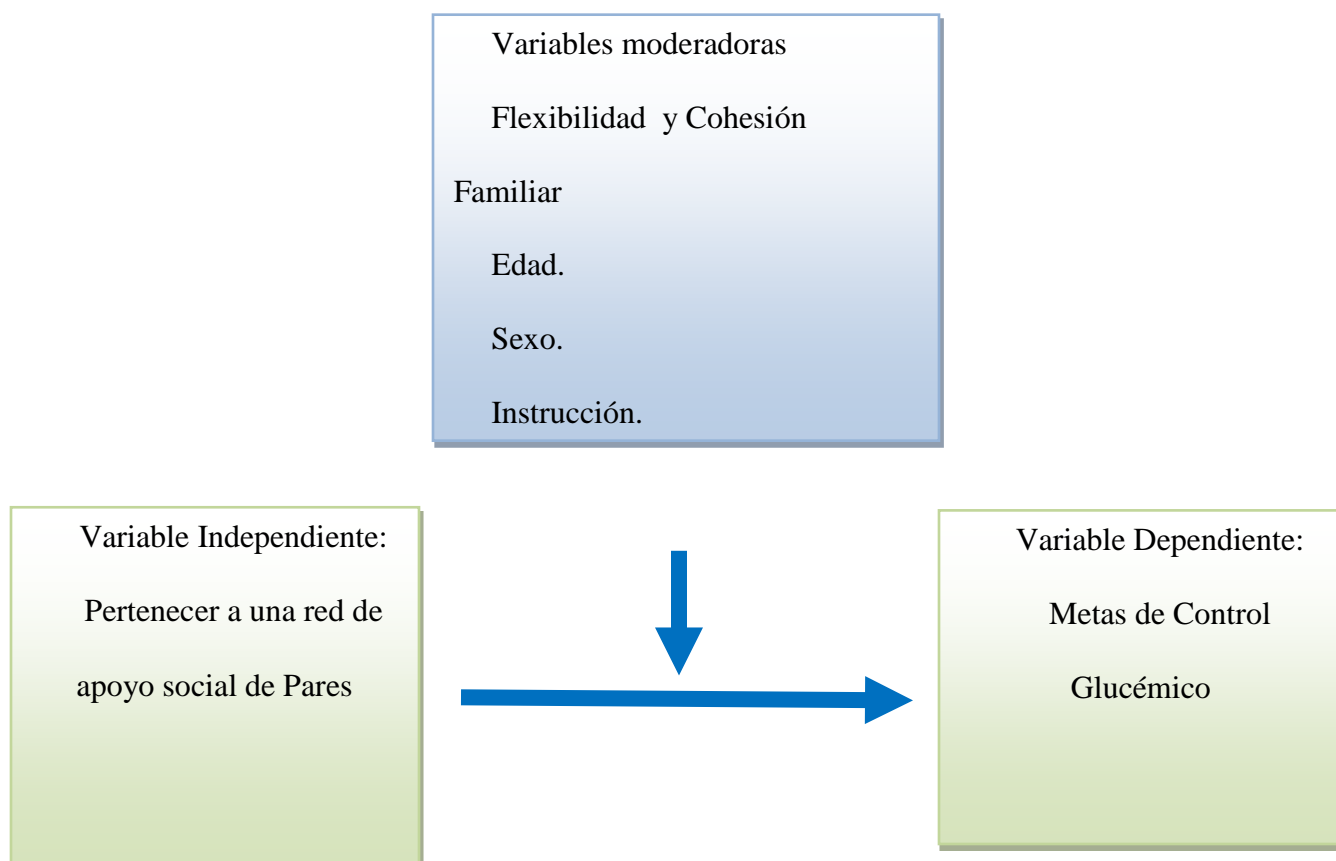 Variables moderadoras
Flexibilidad y Cohesión
Familiar
Edad.
Sexo.
Instrucción.
Variable Independiente:
Pertenecer a una red de
apoyo social de Pares
Variable Dependiente:
Metas de Control
Glucémico